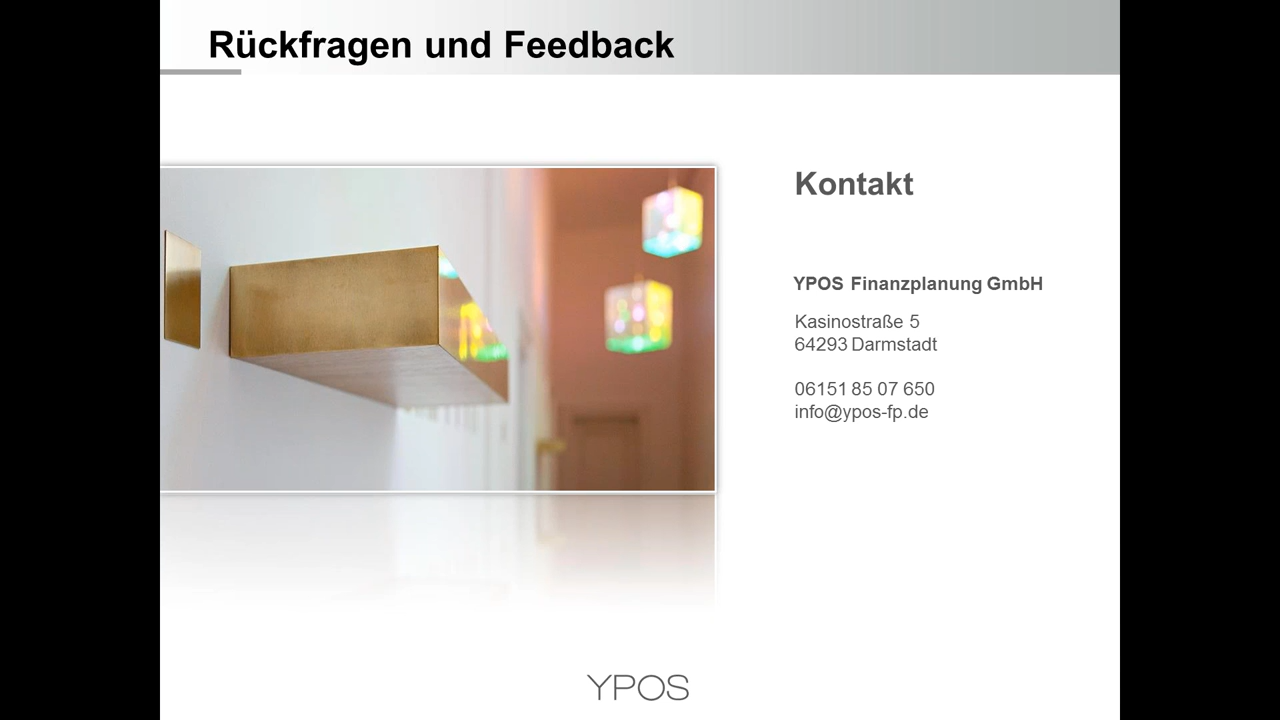 Rückfragen und Feedback
Kontakt
YPOS Finanzplanung GmbH
Kasinostraße 5
64293 Darmstadt
06151 85 07 650
info@ypos-fp.de
YPOS